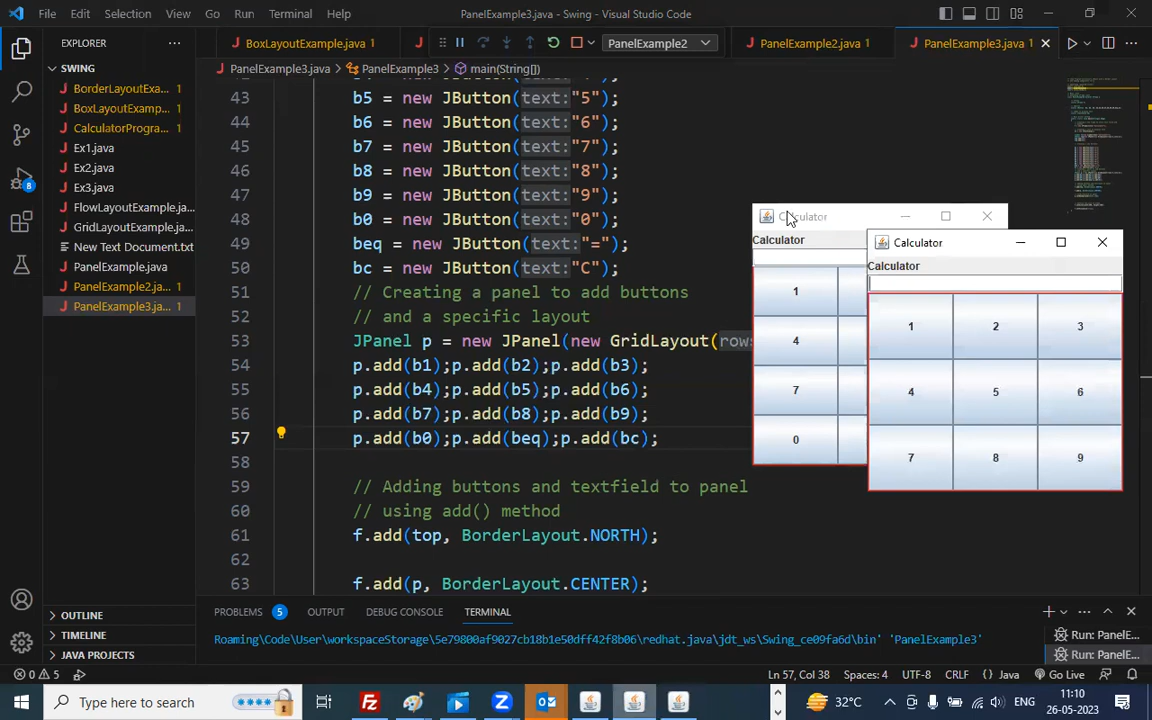 File Edit Selection View Go Run Terminal Help
PanelExample3.java - Swing - Visual Studio Code
EXPLORER
BoxLayoutExample.java 1
PanelExample2
PanelExample2.java 1
PanelExample3.java 1
SWING
PanelExample3.java > PanelExample3 > main(String[])
BorderLayoutExa... 1
BoxLayoutExamp... 1
CalculatorProgra... 1
Ex1.java
Ex2.java
Ex3.java
FlowLayoutExample.ja...
GridLayoutExample.ja...
New Text Document.txt
PanelExample.java
PanelExample2.java 1
PanelExample3.ja... 1
OUTLINE
TIMELINE
JAVA PROJECTS
8
43 b5 = new JButton(text:"5");
44 b6 = new JButton(text:"6");
45 b7 = new JButton(text:"7");
46 b8 = new JButton(text:"8");
47 b9 = new JButton(text:"9");
48 b0 = new JButton(text:"0");
49 beq = new JButton(text:"=");
50 bc = new JButton(text:"C");
51 // Creating a panel to add buttons
52 // and a specific layout
53 JPanel p = new JPanel(new GridLayout(rows
54 p.add(b1);p.add(b2);p.add(b3);
55 p.add(b4);p.add(b5);p.add(b6);
56 p.add(b7);p.add(b8);p.add(b9);
57 p.add(b0);p.add(beq);p.add(bc);
58
59 // Adding buttons and textfield to panel
60 // using add() method
61 f.add(top, BorderLayout.NORTH);
62
63 f.add(p, BorderLayout.CENTER);
Calculator
Calculator
1
4
7
0
Calculator
Calculator
1 2 3
4 5 6
7 8 9
PROBLEMS 5 OUTPUT DEBUG CONSOLE TERMINAL
Roaming\Code\User\workspaceStorage\5e79800af9027cb18b1e50dff42f8b06\redhat.java\jdt_ws\Swing_ce09fa6d\bin' 'PanelExample3'
Run: PanelE...
Run: PanelE...
0 5
Ln 57, Col 38 Spaces: 4 UTF-8 CRLF {} Java Go Live
Type here to search
32°C
ENG
11:10
26-05-2023